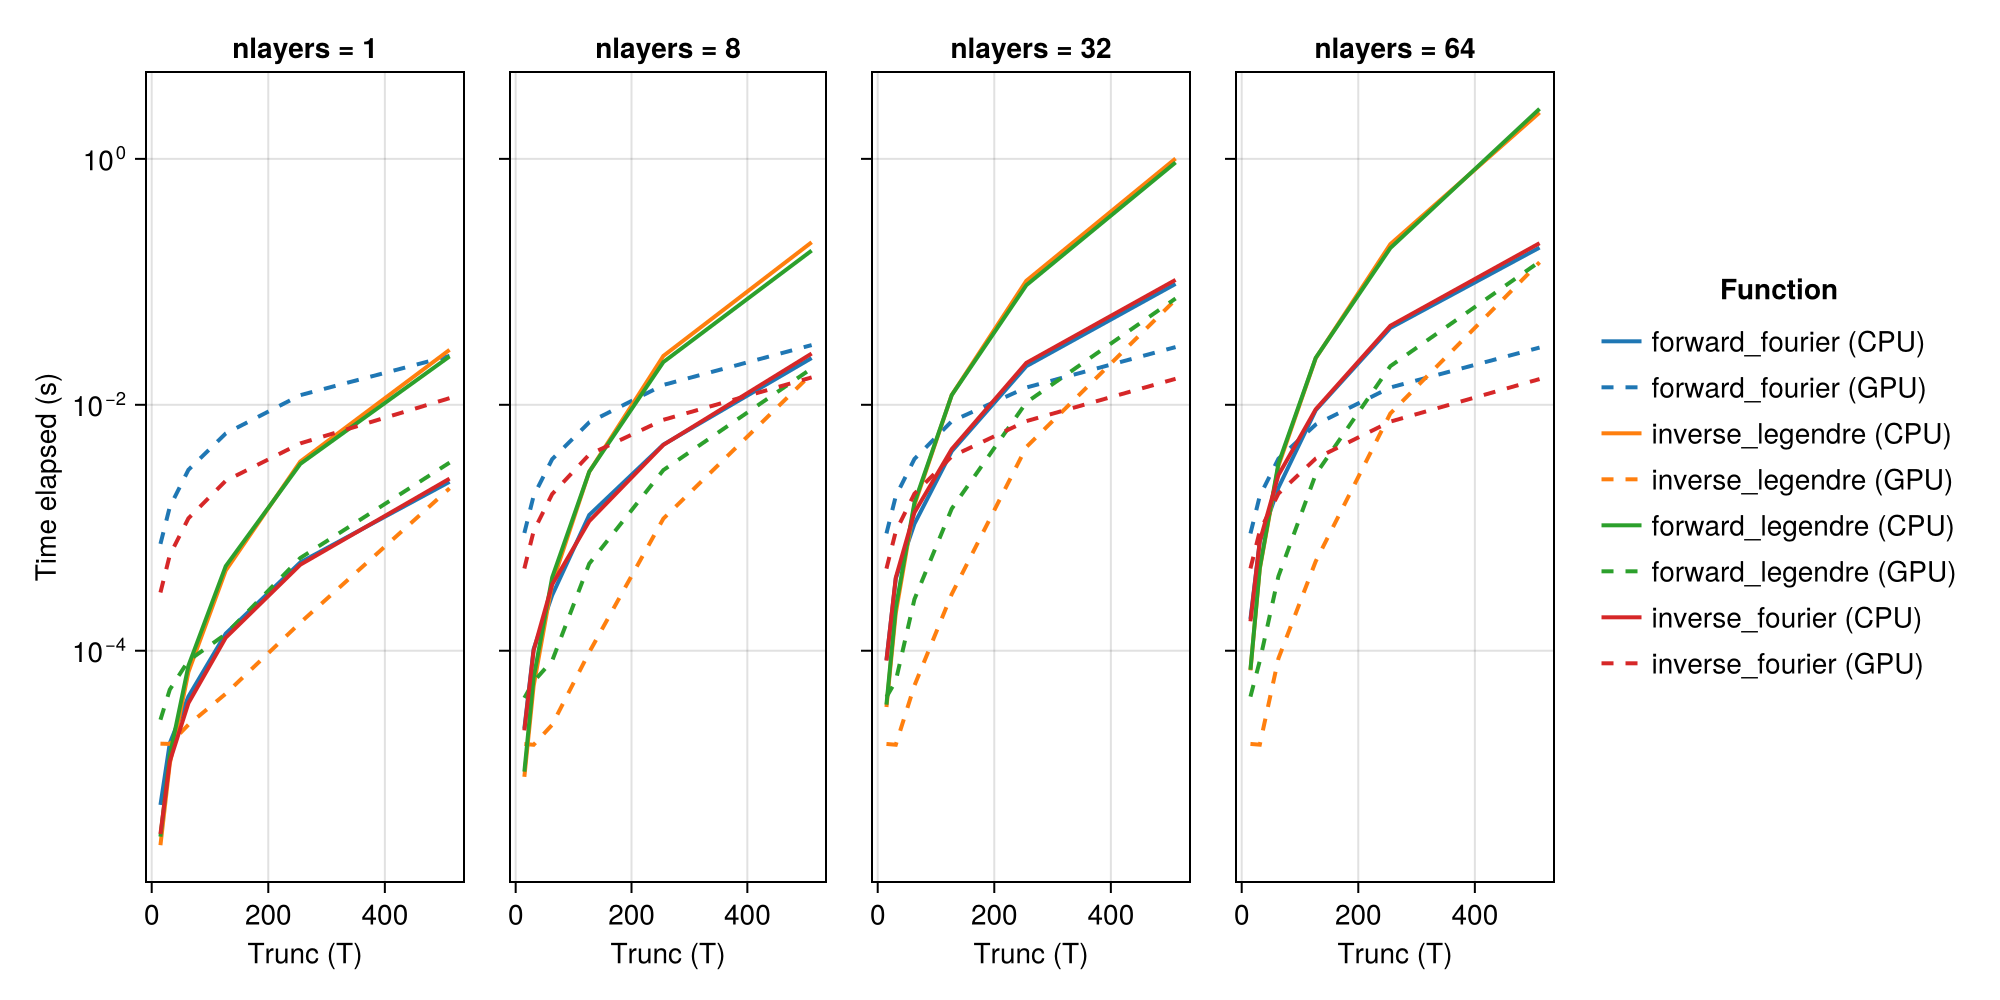 nlayers = 1
nlayers = 8
nlayers = 32
nlayers = 64
Time elapsed (s)
10⁰
10⁻²
10⁻⁴
0 200 400
0 200 400
0 200 400
0 200 400
Trunc (T)
Trunc (T)
Trunc (T)
Trunc (T)
Function
forward_fourier (CPU)
forward_fourier (GPU)
inverse_legendre (CPU)
inverse_legendre (GPU)
forward_legendre (CPU)
forward_legendre (GPU)
inverse_fourier (CPU)
inverse_fourier (GPU)